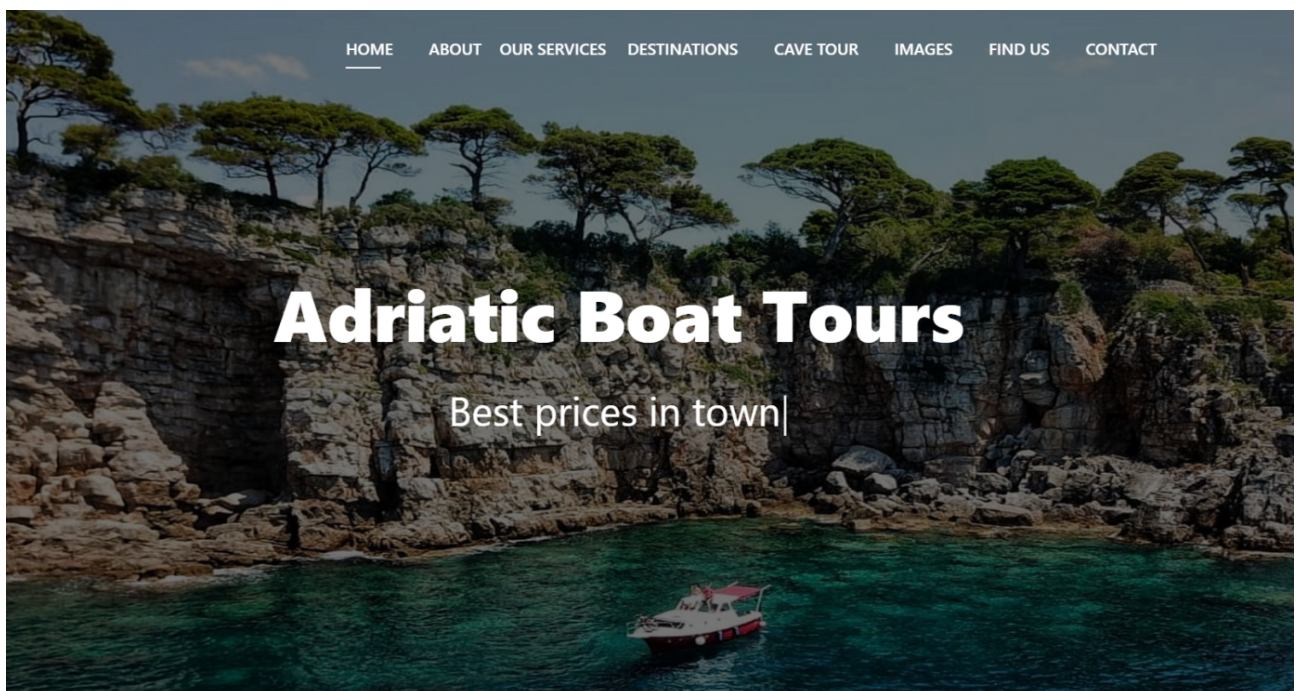 HOME ABOUT OUR SERVICES DESTINATIONS CAVE TOUR IMAGES FIND US CONTACT
Adriatic Boat Tours
Best prices in town|